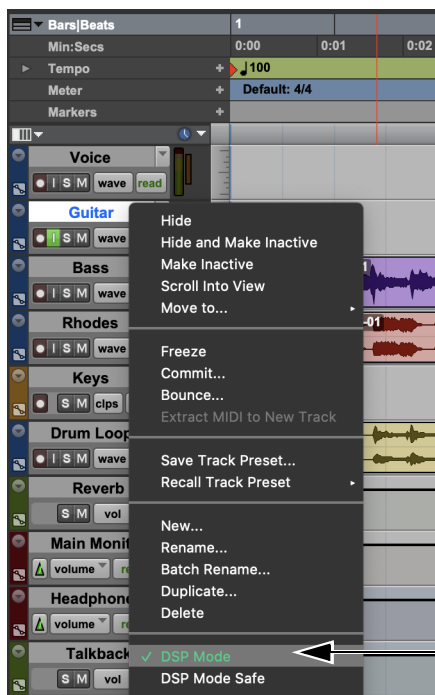 Bars|Beats 1
Min:Secs 0:00 0:01 0:02
Tempo + 100
Meter + Default: 4/4
Markers +
Voice
I S M wave read
Guitar
I S M wave
Bass
I S M wave
Rhodes
-01
I S M wave
Keys
S M clps
Drum Loop
I S M wave
Reverb
S M vol
Main Monit
volume re
Headphone
volume re
Talkback
S M vol
Hide
Hide and Make Inactive
Make Inactive
Scroll Into View
Move to...
Freeze
Commit...
Bounce...
Extract MIDI to New Track
Save Track Preset...
Recall Track Preset
New...
Rename...
Batch Rename...
Duplicate...
Delete
✓ DSP Mode
DSP Mode Safe